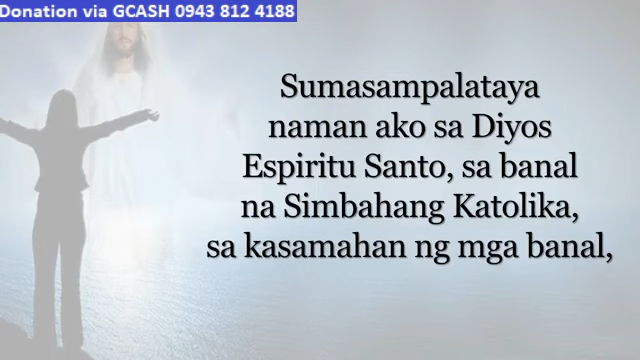 Donation via GCASH 0943 812 4188
Sumasampalataya
naman ako sa Diyos
Espiritu Santo, sa banal
na Simbahang Katolika,
sa kasamahan ng mga banal,